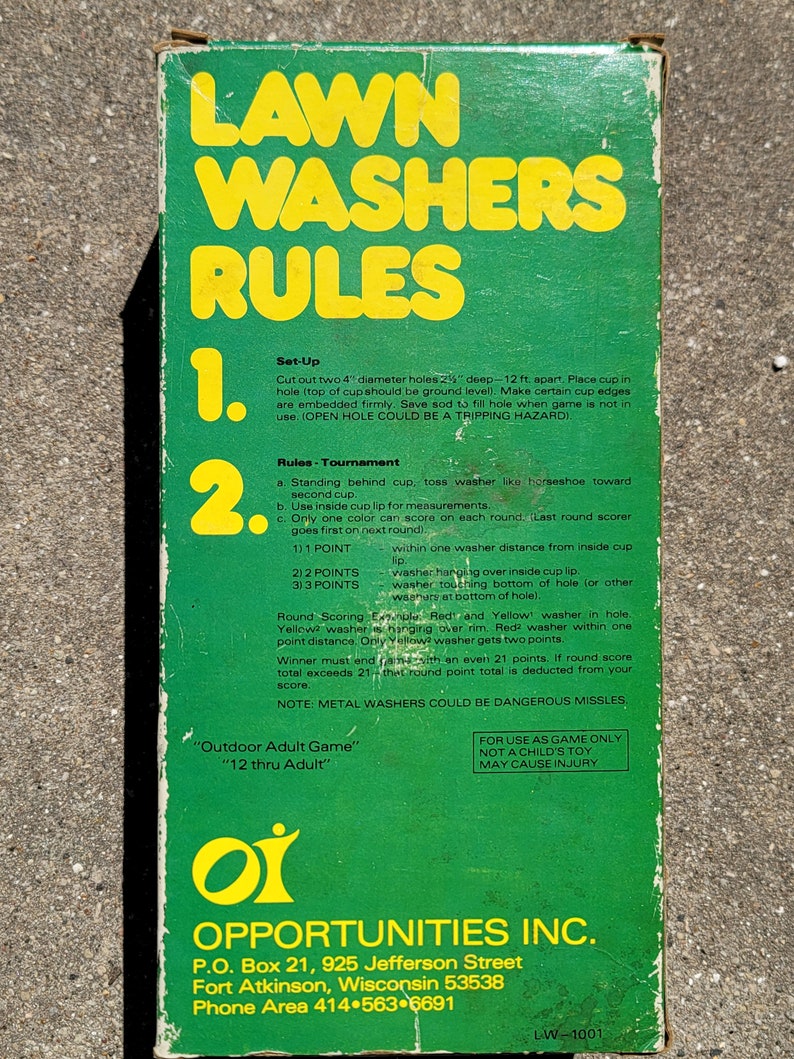 LAWN
WASHERS
RULES
1.
Set-Up
Cut out two 4" diameter holes 2½" deep—12 ft. apart. Place cup in
hole (top of cup should be ground level). Make certain cup edges
are embedded firmly. Save sod to fill hole when game is not in
use. (OPEN HOLE COULD BE A TRIPPING HAZARD).
2.
Rules - Tournament
a. Standing behind cup, toss washer like horseshoe toward
second cup.
b. Use inside cup lip for measurements.
c. Only one color can score on each round. (Last round scorer
goes first on next round).
1) 1 POINT – within one washer distance from inside cup
lip.
2) 2 POINTS – washer hanging over inside cup lip.
3) 3 POINTS – washer touching bottom of hole (or other
washers at bottom of hole).
Round Scoring Example: Red¹ and Yellow¹ washer in hole.
Yellow² washer is hanging over rim. Red² washer within one
point distance. Only Yellow² washer gets two points.
Winner must end game with an even 21 points. If round score
total exceeds 21—that round point total is deducted from your
score.
NOTE: METAL WASHERS COULD BE DANGEROUS MISSLES.
"Outdoor Adult Game"
"12 thru Adult"
FOR USE AS GAME ONLY
NOT A CHILD'S TOY
MAY CAUSE INJURY
OI
OPPORTUNITIES INC.
P.O. Box 21, 925 Jefferson Street
Fort Atkinson, Wisconsin 53538
Phone Area 414•563•6691
LW-1001